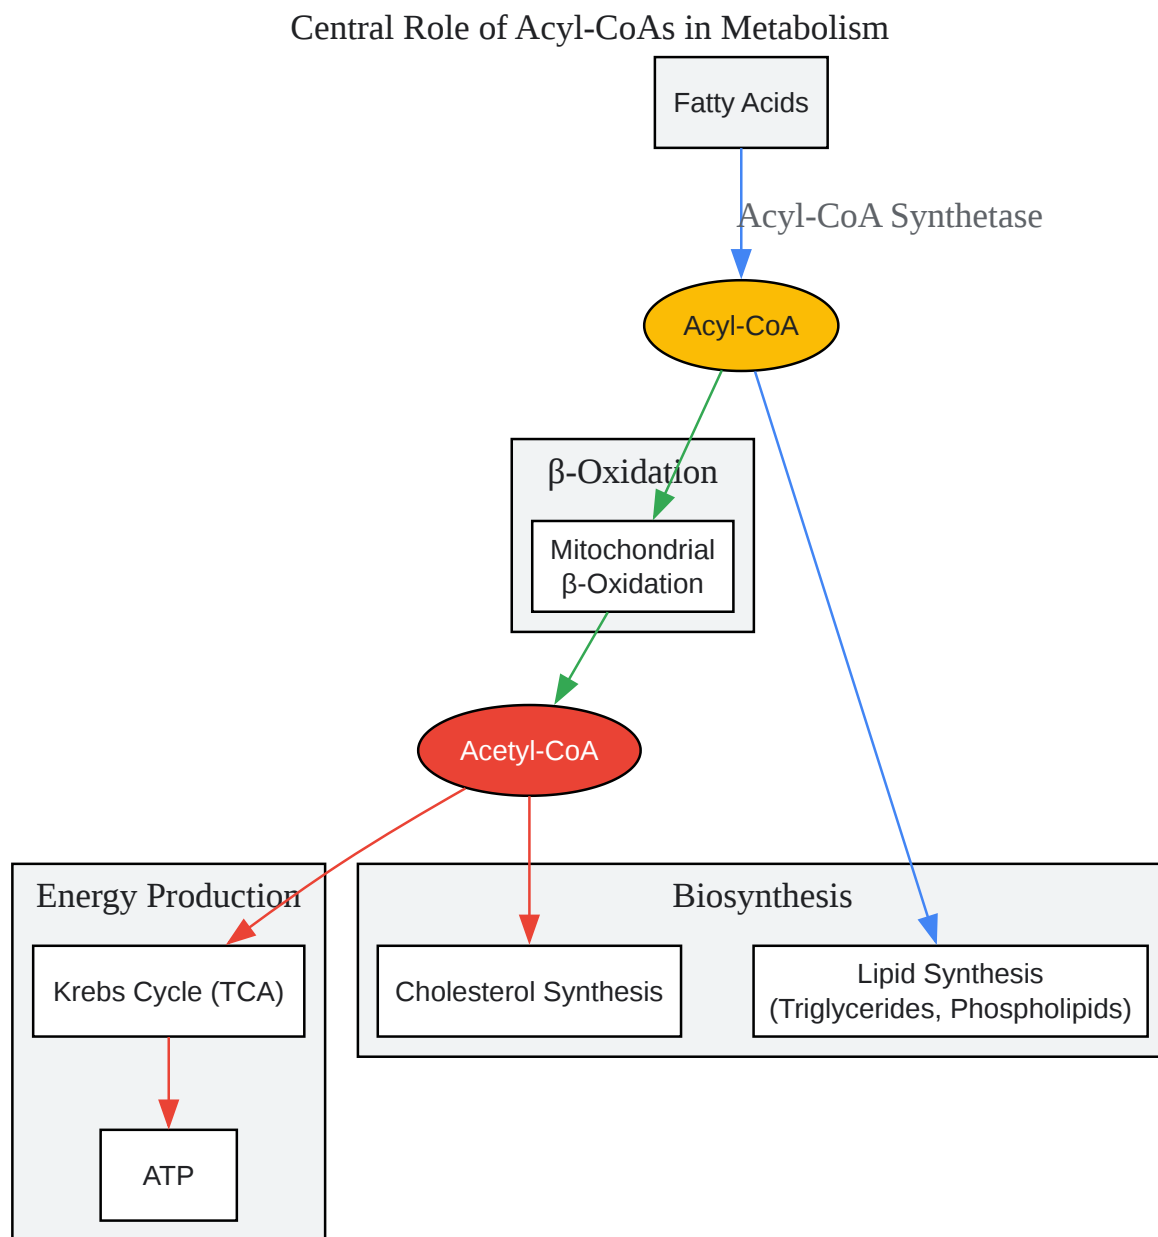 Central Role of Acyl-CoAs in Metabolism
Fatty Acids
Acyl-CoA Synthetase
Acyl-CoA
β-Oxidation
Mitochondrial
β-Oxidation
Acetyl-CoA
Energy Production
Biosynthesis
Krebs Cycle (TCA)
Cholesterol Synthesis
Lipid Synthesis
(Triglycerides, Phospholipids)
ATP